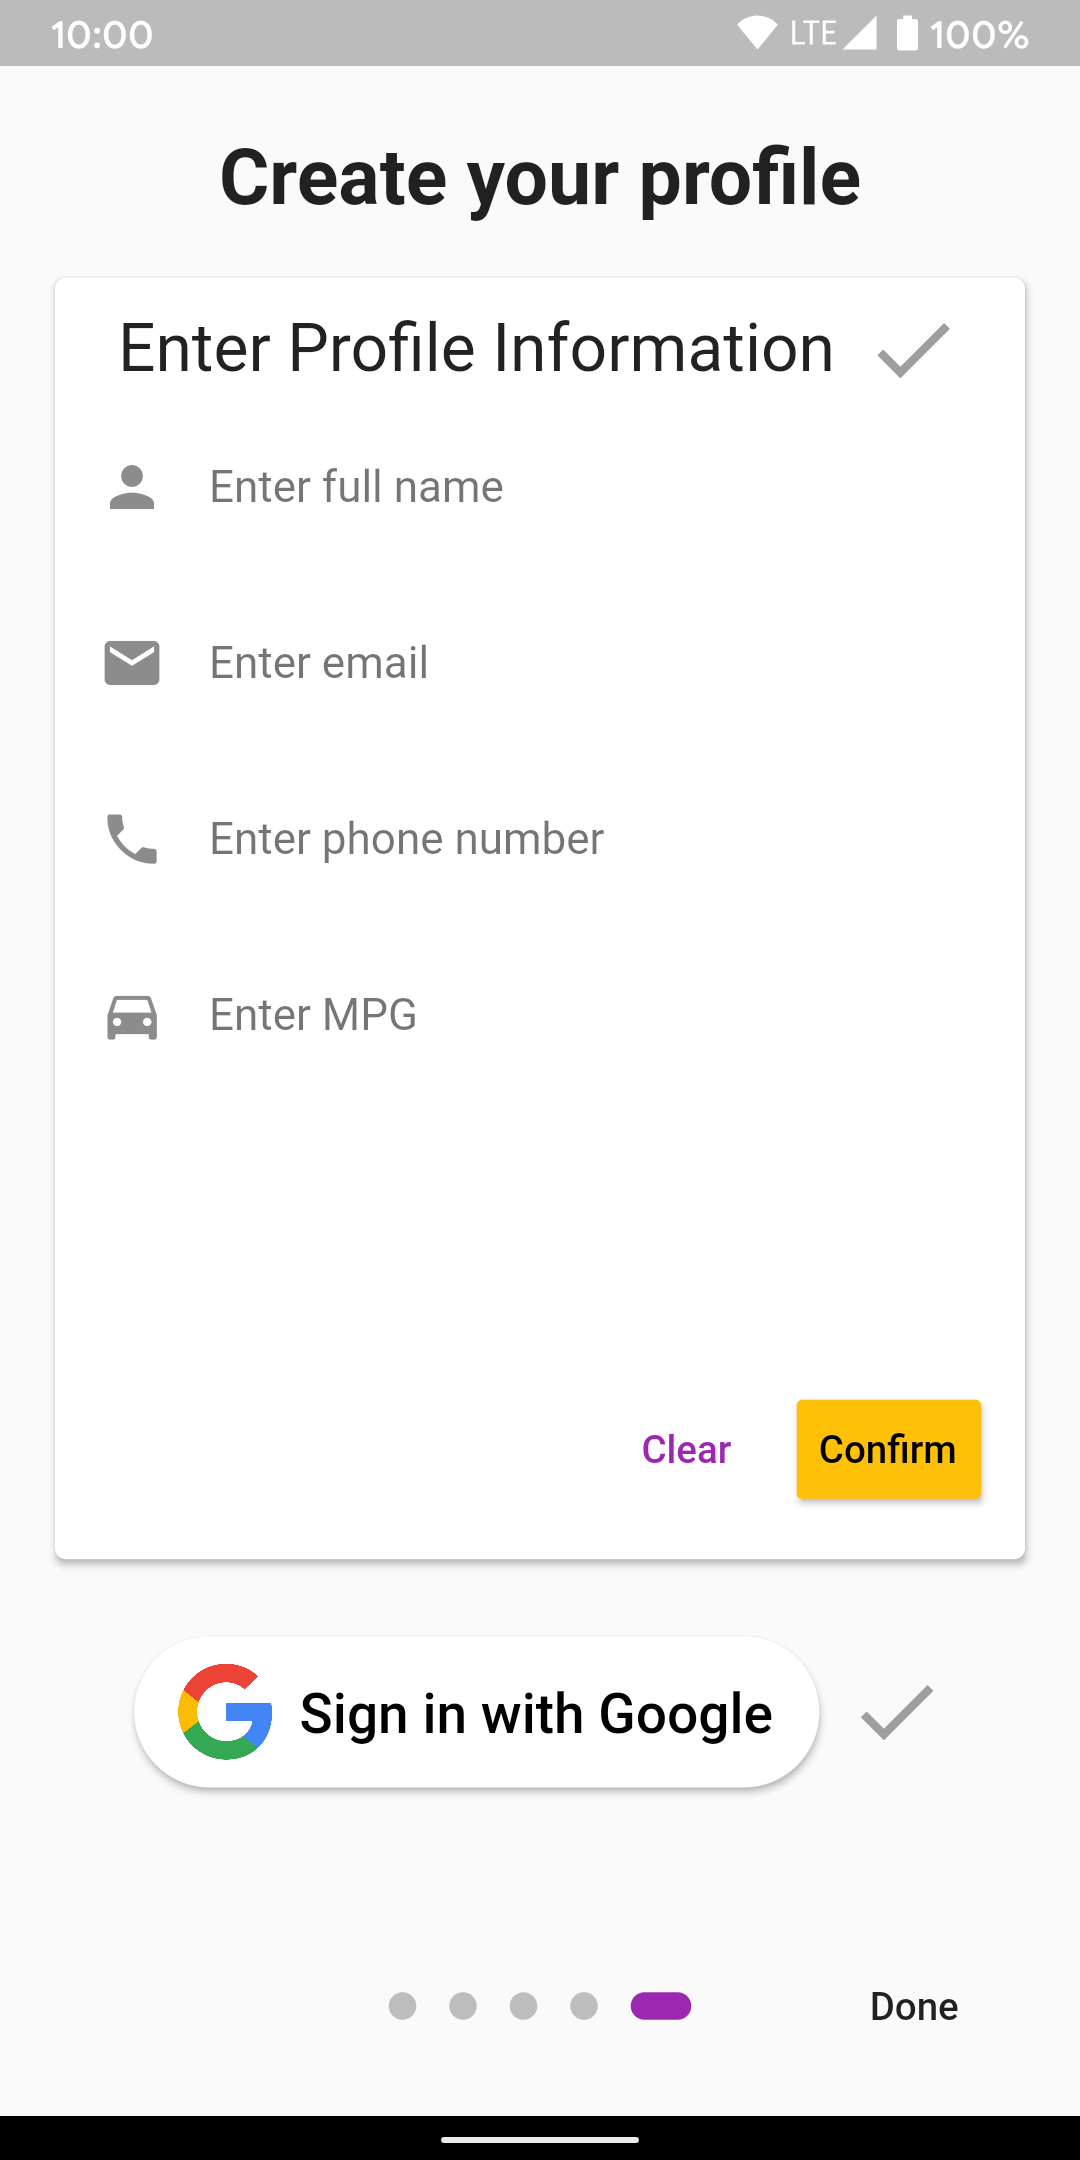 10:00 LTE 100%
Create your profile
Enter Profile Information
Enter full name
Enter email
Enter phone number
Enter MPG
Clear Confirm
Sign in with Google
Done